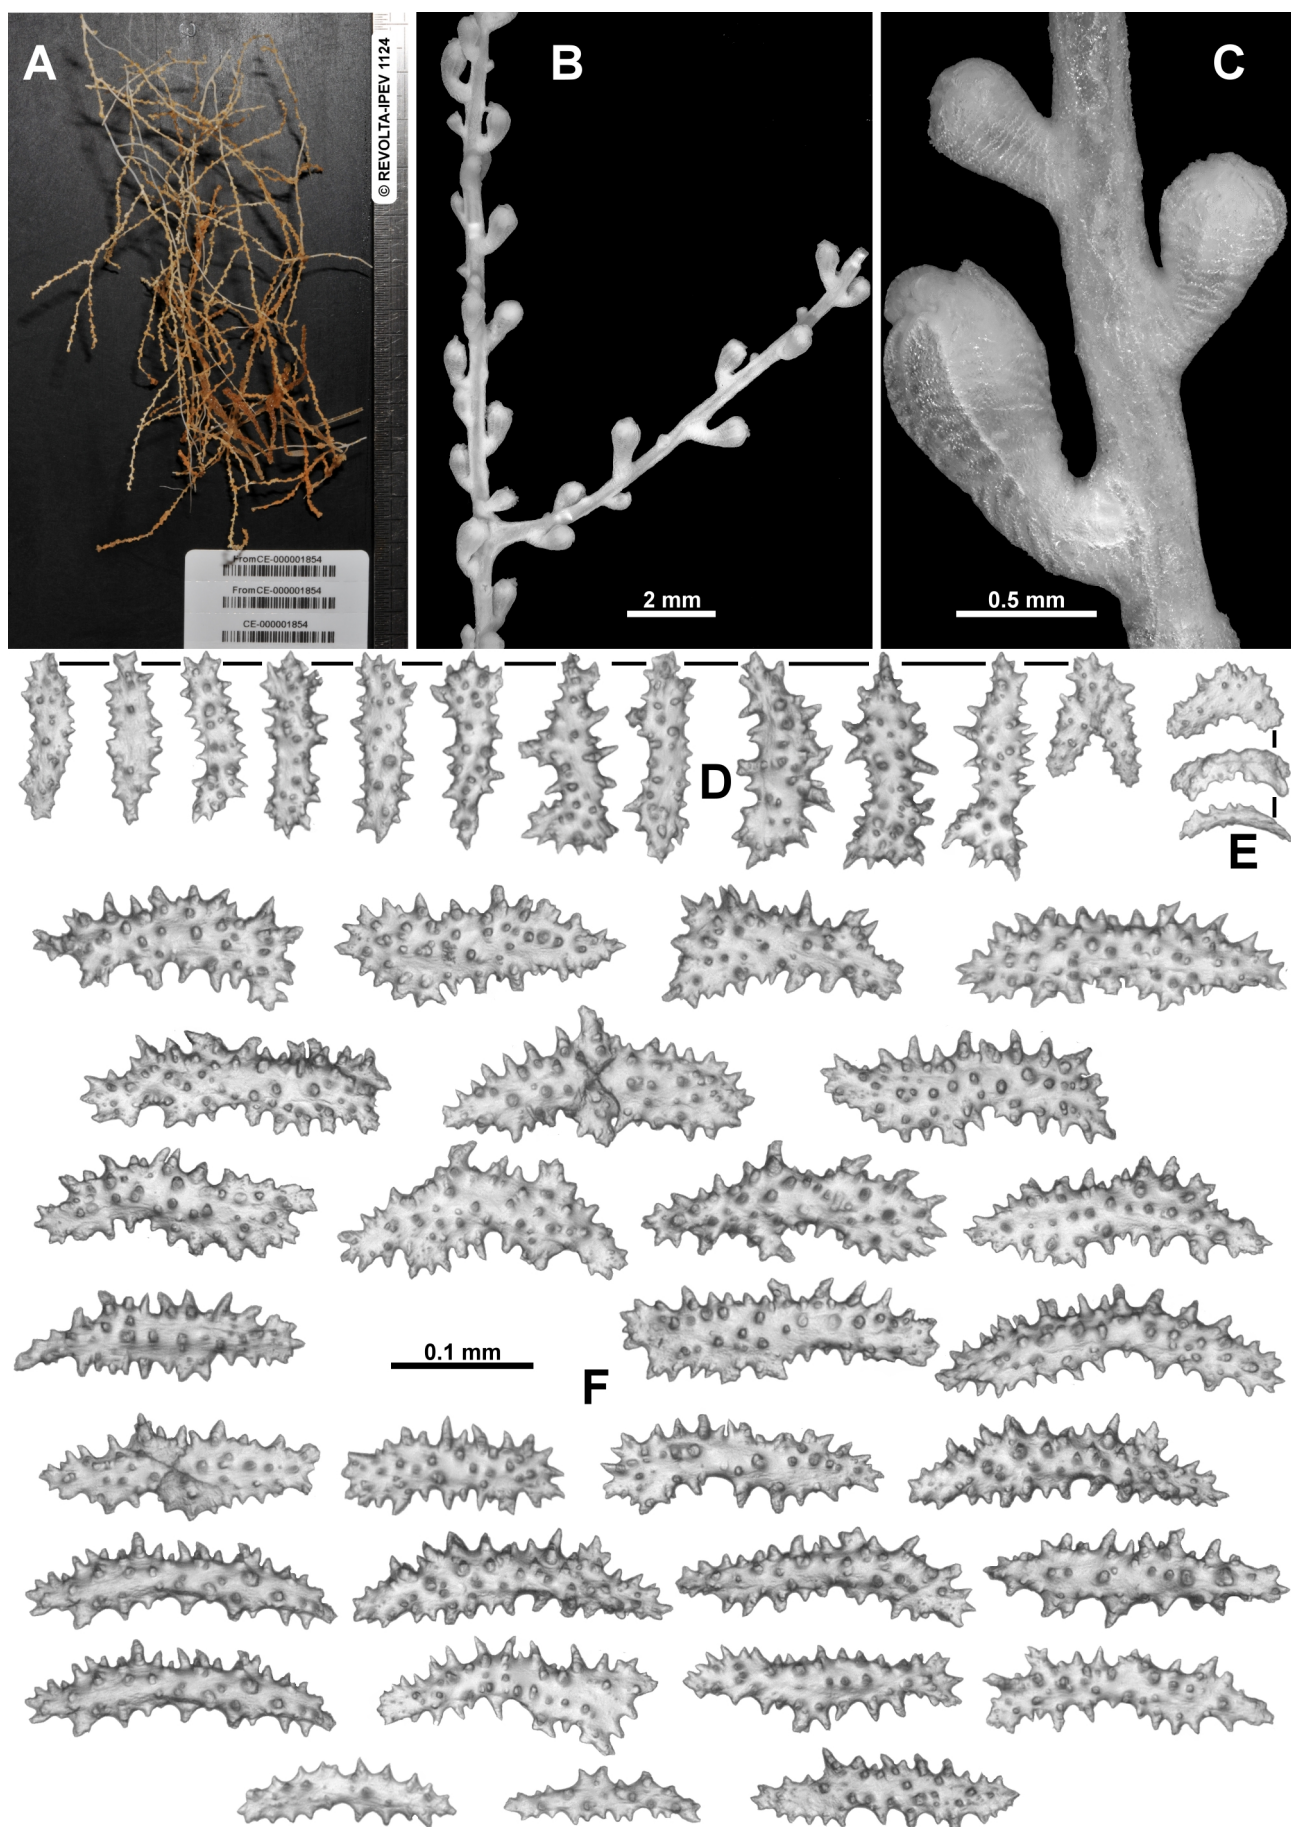 A
© REVOLTA-IPEV 1124
FromCE-000001854
FromCE-000001854
CE-000001854
B
2 mm
C
0.5 mm
D
E
0.1 mm
F